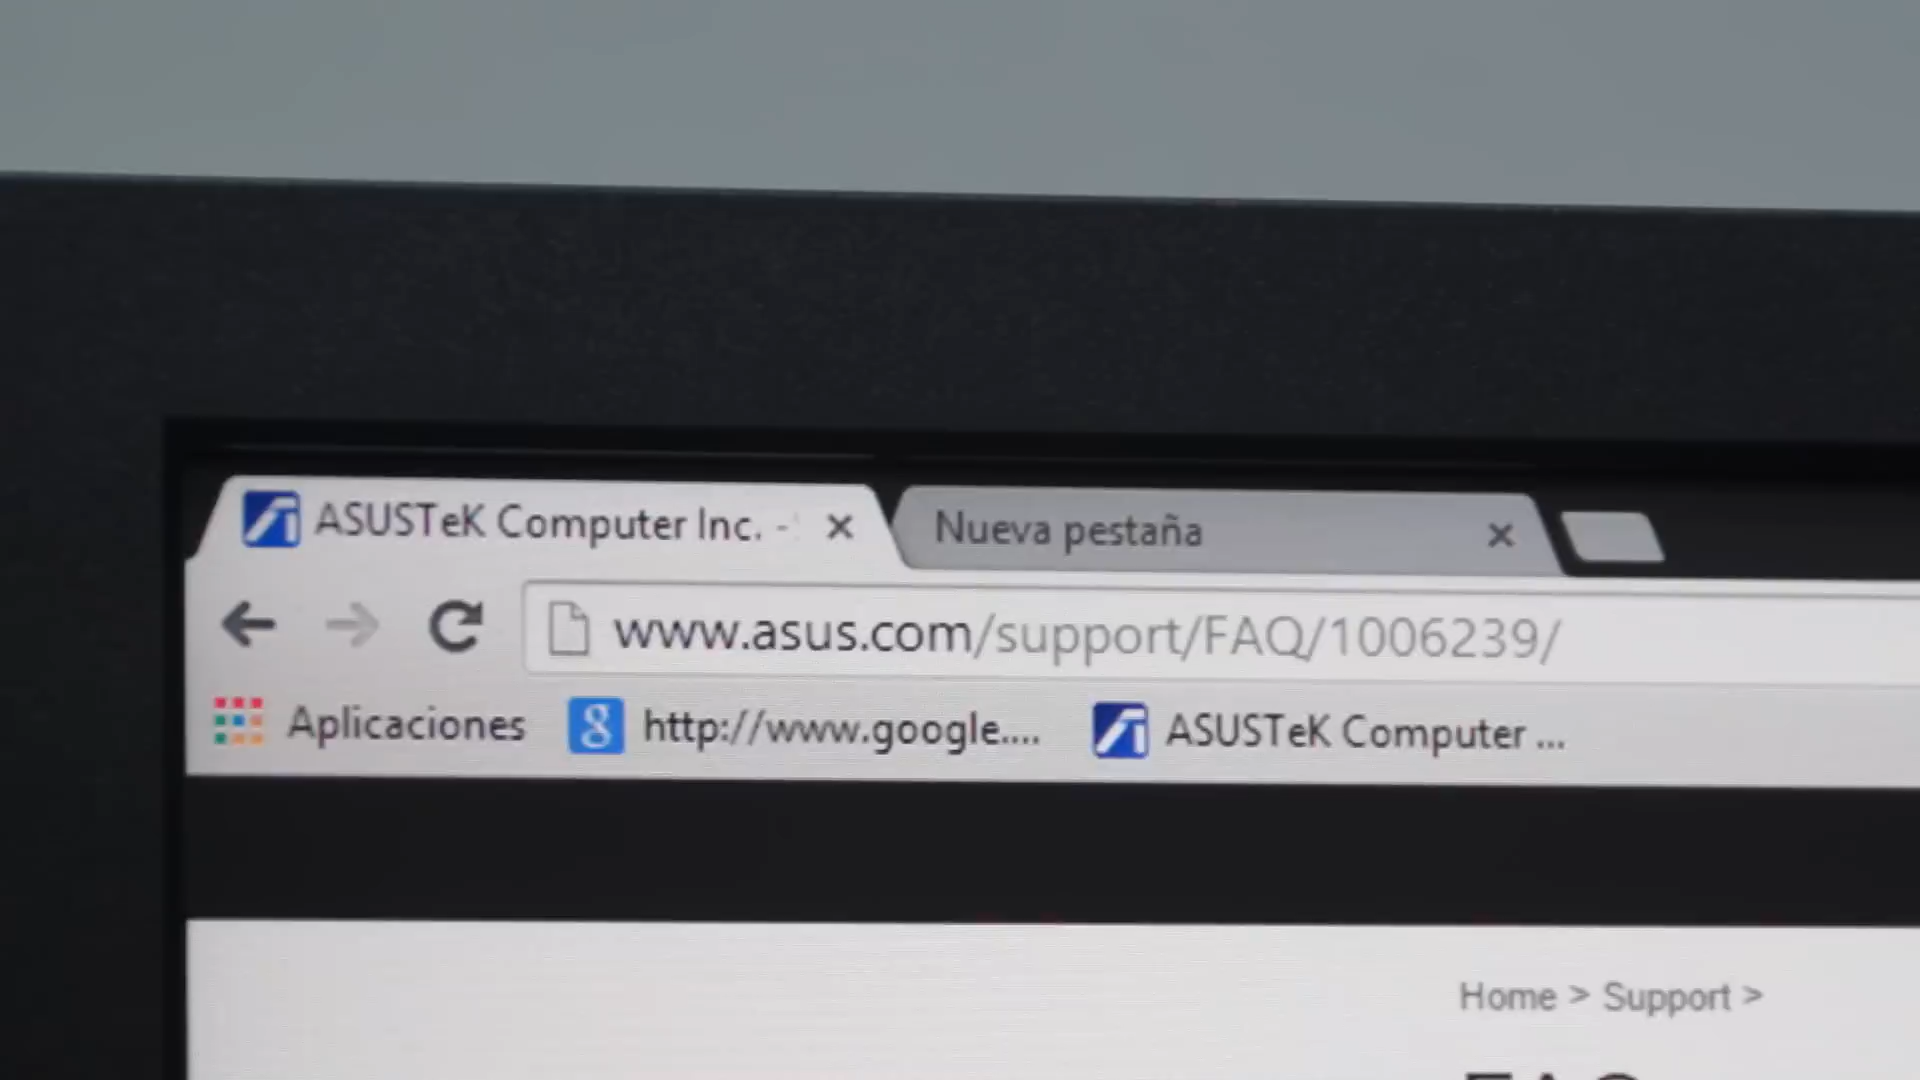 ASUSTeK Computer Inc. -
Nueva pestaña
www.asus.com/support/FAQ/1006239/
Aplicaciones
http://www.google....
ASUSTeK Computer ...
Home > Support >